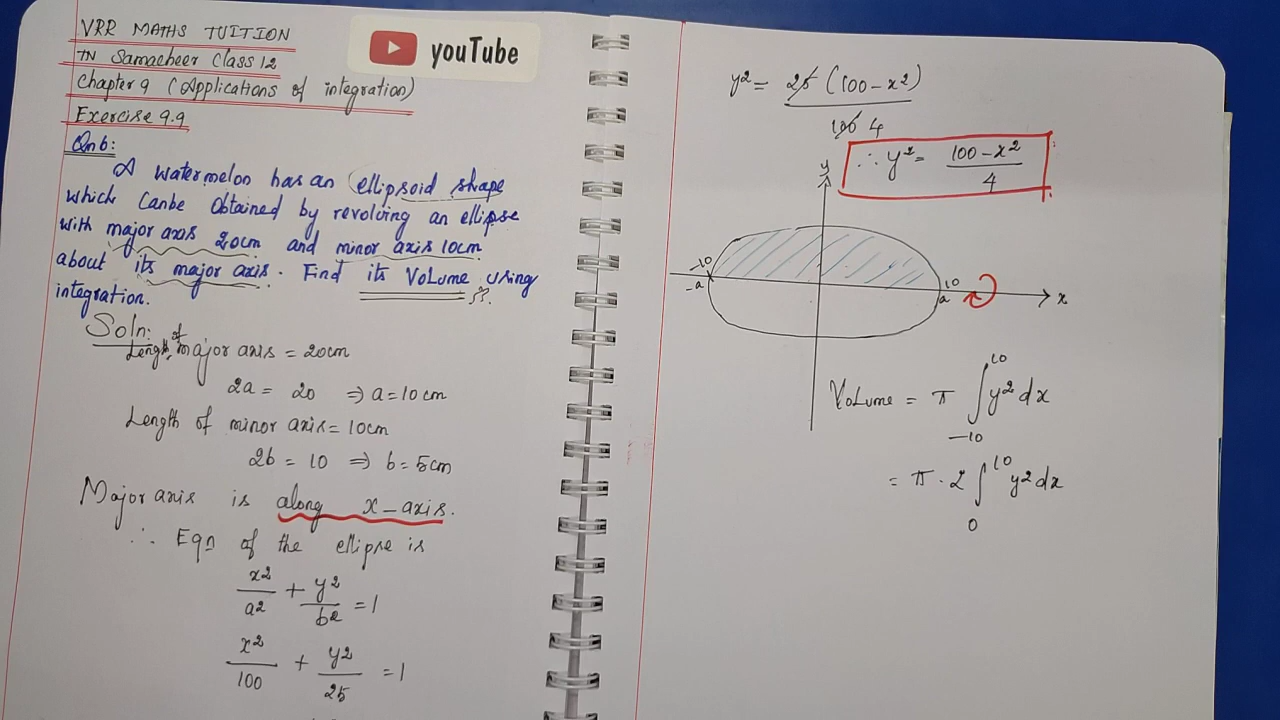 VRR MATHS TUITION
TN Samacheer Class 12
Chapter 9 (Applications of integration)
Exercise 9.9
Qn 6:
A watermelon has an ellipsoid shape
which canbe obtained by revolving an ellipse
with major axis 20cm and minor axis 10cm
about its major axis. Find its Volume using
integration.
Soln:
Length of major axis = 20cm
2a = 20 ⇒ a = 10 cm
Length of minor axis = 10cm
2b = 10 ⇒ b = 5cm
Major axis is along x-axis.
∴ Eqn of the ellipse is
x²/a² + y²/b² = 1
x²/100 + y²/25 = 1
youTube
y² = 25 (100 - x²)
100 4
∴ y² = 100 - x² / 4
y
-10
-a
10
a
x
Volume = π ∫ 10 -10 y² dx
= π · 2 ∫ 10 0 y² dx